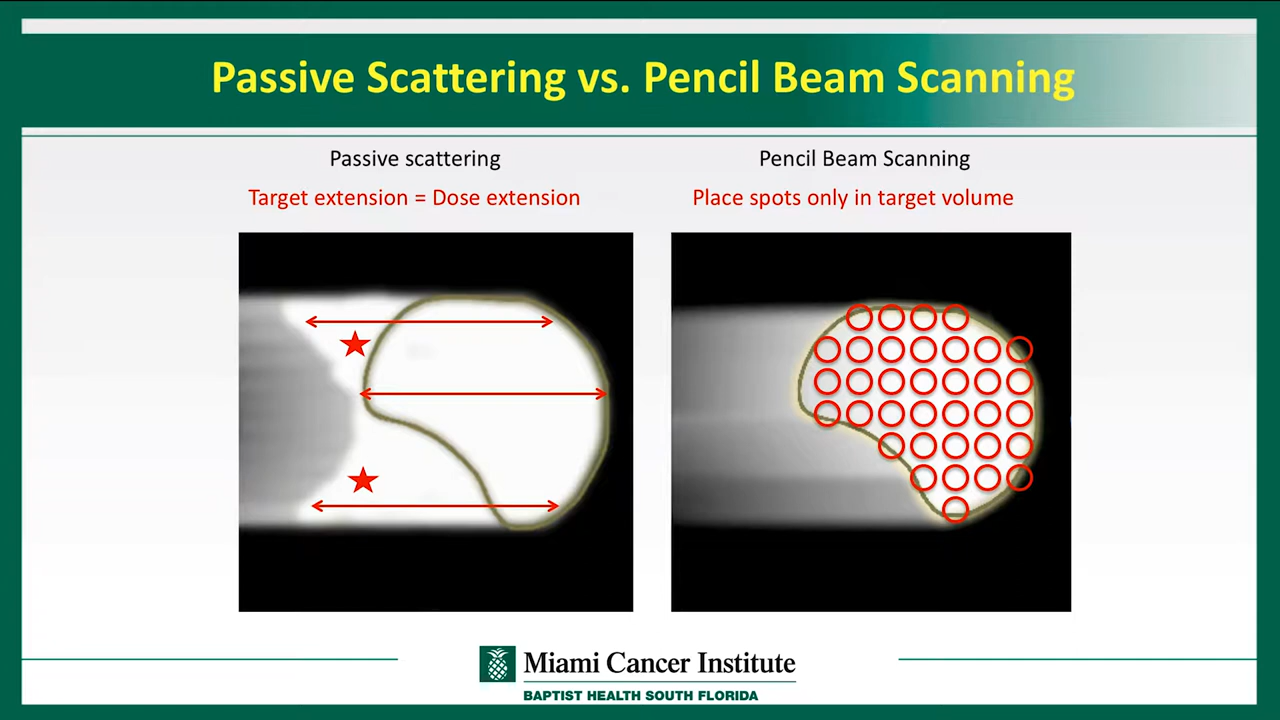 Passive Scattering vs. Pencil Beam Scanning
Passive scattering
Target extension = Dose extension
Pencil Beam Scanning
Place spots only in target volume
Miami Cancer Institute
BAPTIST HEALTH SOUTH FLORIDA